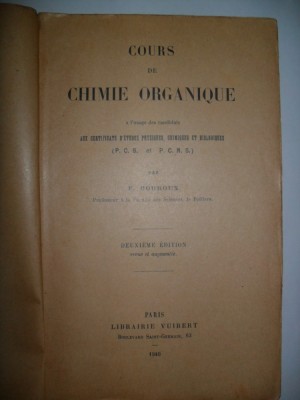 COURS
DE
CHIMIE ORGANIQUE
à l'usage des candidats
AUX CERTIFICATS D'ÉTUDES PHYSIQUES, CHIMIQUES ET BIOLOGIQUES
(P. C. B. et P. C. B. S.)
PAR
Professeur à la Faculté des Sciences de Poitiers
DEUXIÈME ÉDITION
revue et augmentée
PARIS
LIBRAIRIE VUIBERT
BOULEVARD SAINT-GERMAIN, 63